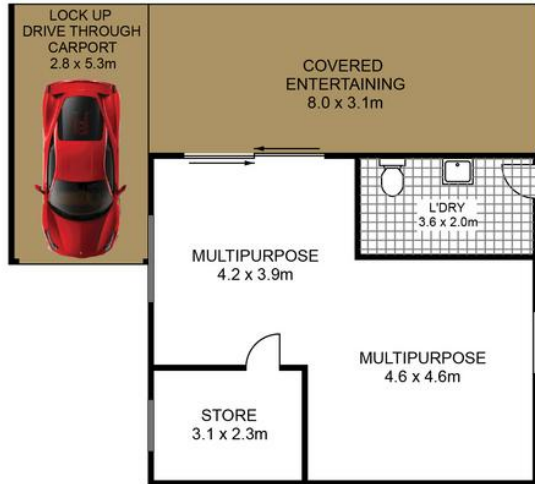 LOCK UP
DRIVE THROUGH
CARPORT
2.8 x 5.3m
COVERED
ENTERTAINING
8.0 x 3.1m
L'DRY
3.6 x 2.0m
MULTIPURPOSE
4.2 x 3.9m
MULTIPURPOSE
4.6 x 4.6m
STORE
3.1 x 2.3m